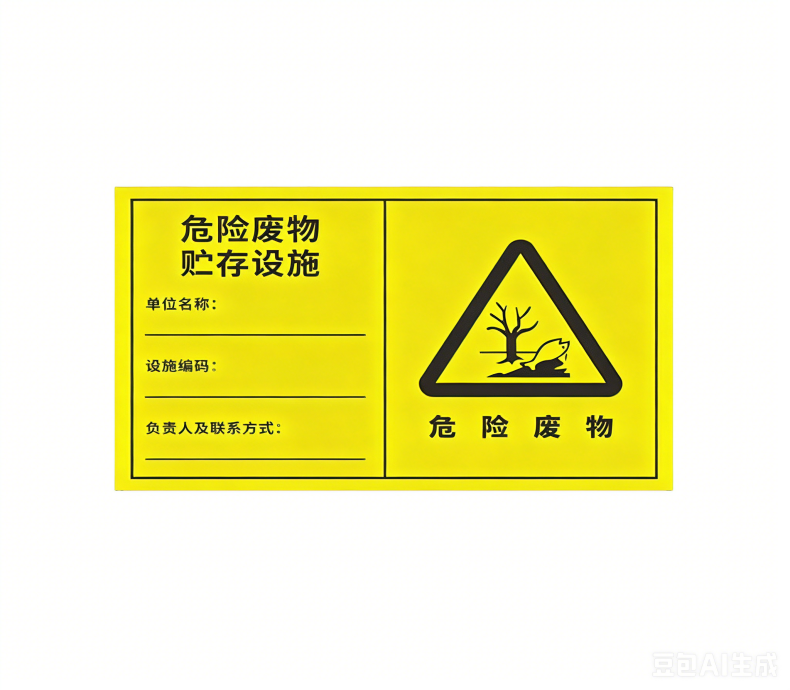 危险废物
贮存设施
单位名称：
设施编码：
负责人及联系方式：
危险废物
豆包AI生成